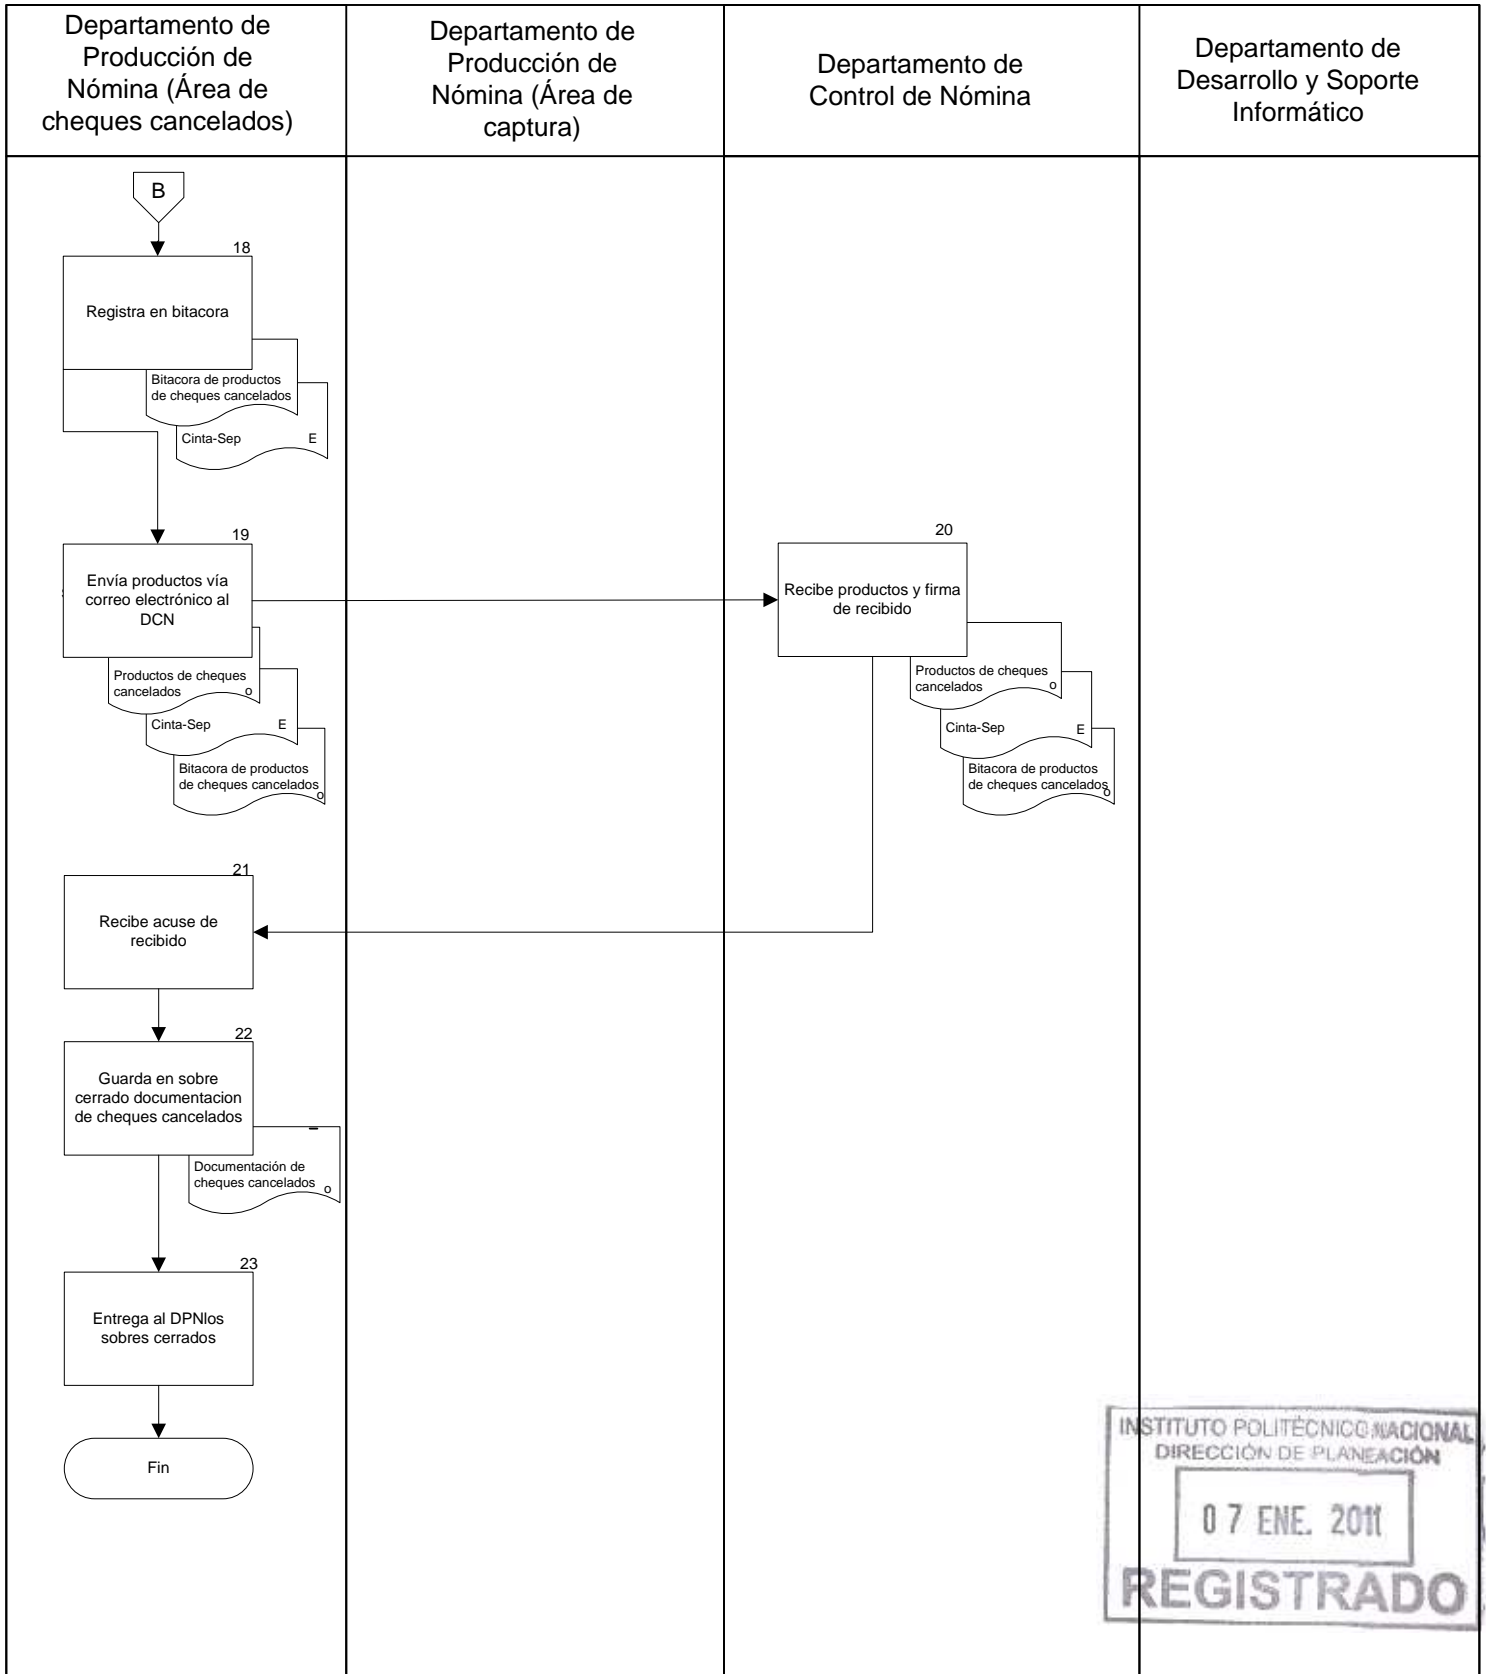 Departamento de
Producción de
Nómina (Área de
cheques cancelados)
Departamento de
Producción de
Nómina (Área de
captura)
Departamento de
Control de Nómina
Departamento de
Desarrollo y Soporte
Informático
B
18
Registra en bitacora
Bitacora de productos
de cheques cancelados
Cinta-Sep E
19
Envía productos vía
correo electrónico al
DCN
Productos de cheques
cancelados o
Cinta-Sep E
Bitacora de productos
de cheques cancelados
o
20
Recibe productos y firma
de recibido
Productos de cheques
cancelados o
Cinta-Sep E
Bitacora de productos
de cheques cancelados
o
21
Recibe acuse de
recibido
22
Guarda en sobre
cerrado documentacion
de cheques cancelados
Documentación de
cheques cancelados o
23
Entrega al DPNlos
sobres cerrados
Fin
INSTITUTO POLITÉCNICO NACIONAL
DIRECCIÓN DE PLANEACIÓN
07 ENE. 2011
REGISTRADO